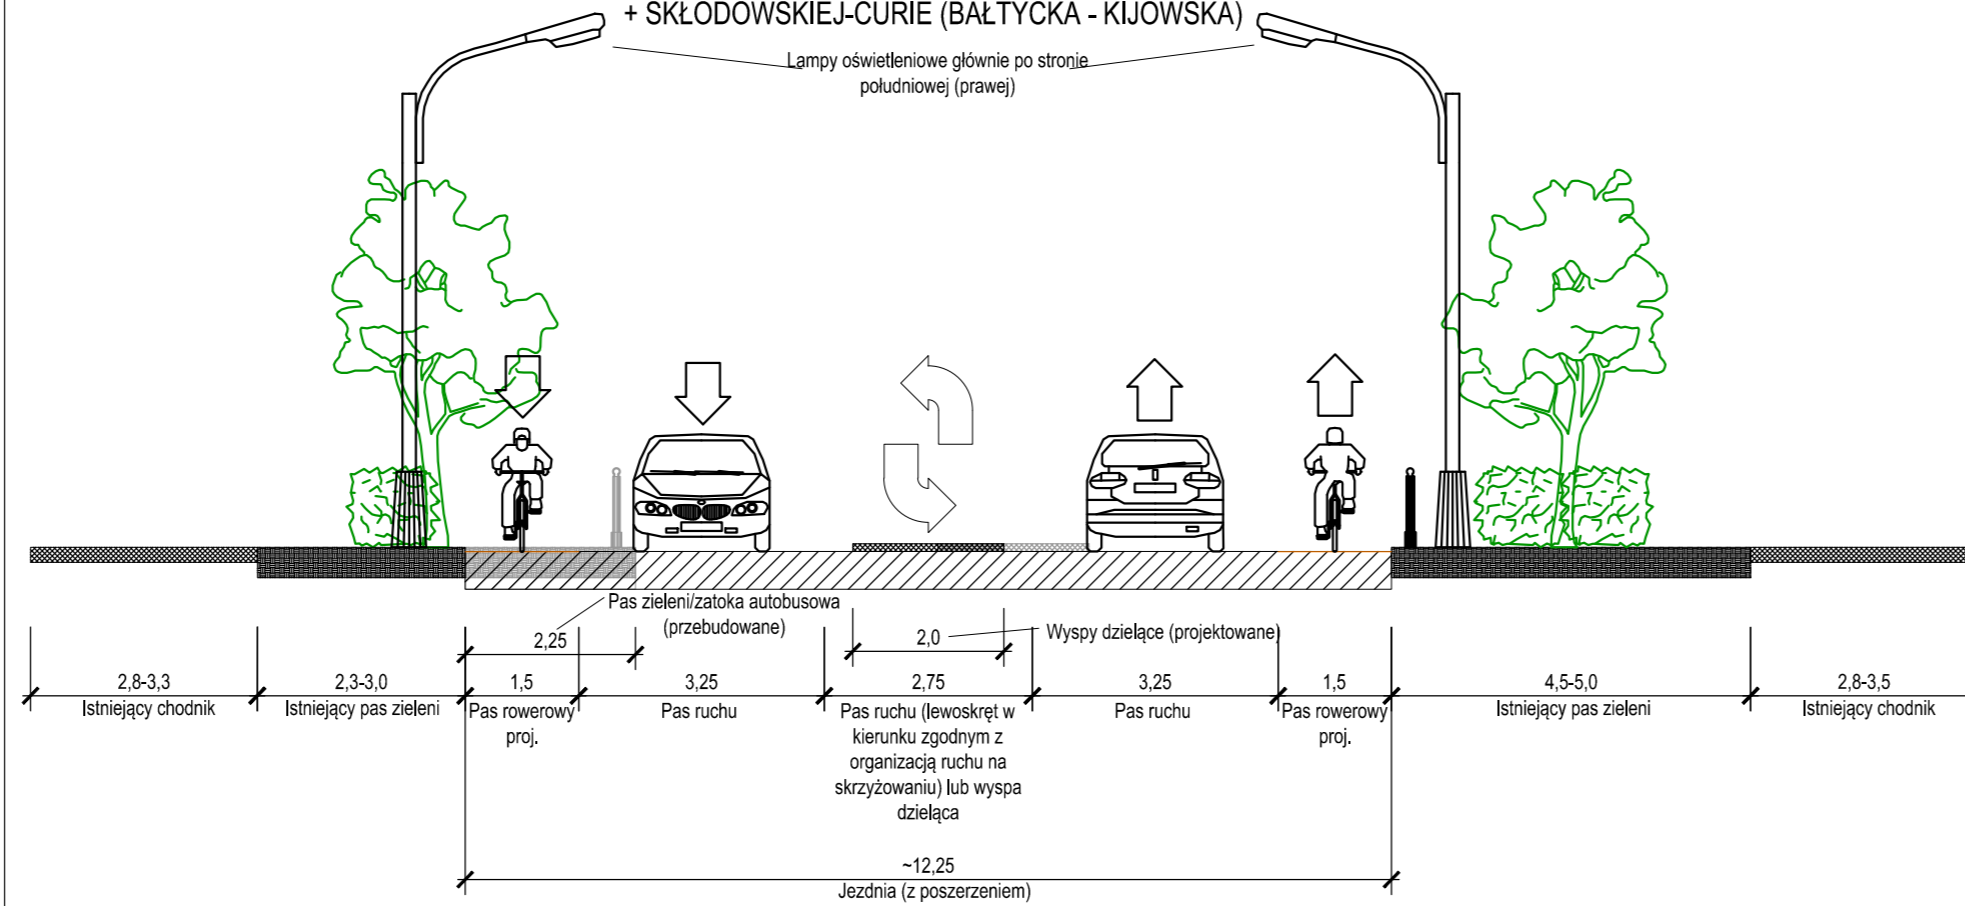 + SKŁODOWSKIEJ-CURIE (BAŁTYCKA - KIJOWSKA)
Lampy oświetleniowe głównie po stronie
południowej (prawej)
Pas zieleni/zatoka autobusowa
(przebudowane)
2,25
2,0
Wyspy dzielące (projektowane)
2,8-3,3
Istniejący chodnik
2,3-3,0
Istniejący pas zieleni
1,5
Pas rowerowy
proj.
3,25
Pas ruchu
2,75
Pas ruchu (lewoskręt w
kierunku zgodnym z
organizacją ruchu na
skrzyżowaniu) lub wyspa
dzieląca
3,25
Pas ruchu
1,5
Pas rowerowy
proj.
4,5-5,0
Istniejący pas zieleni
2,8-3,5
Istniejący chodnik
~12,25
Jezdnia (z poszerzeniem)